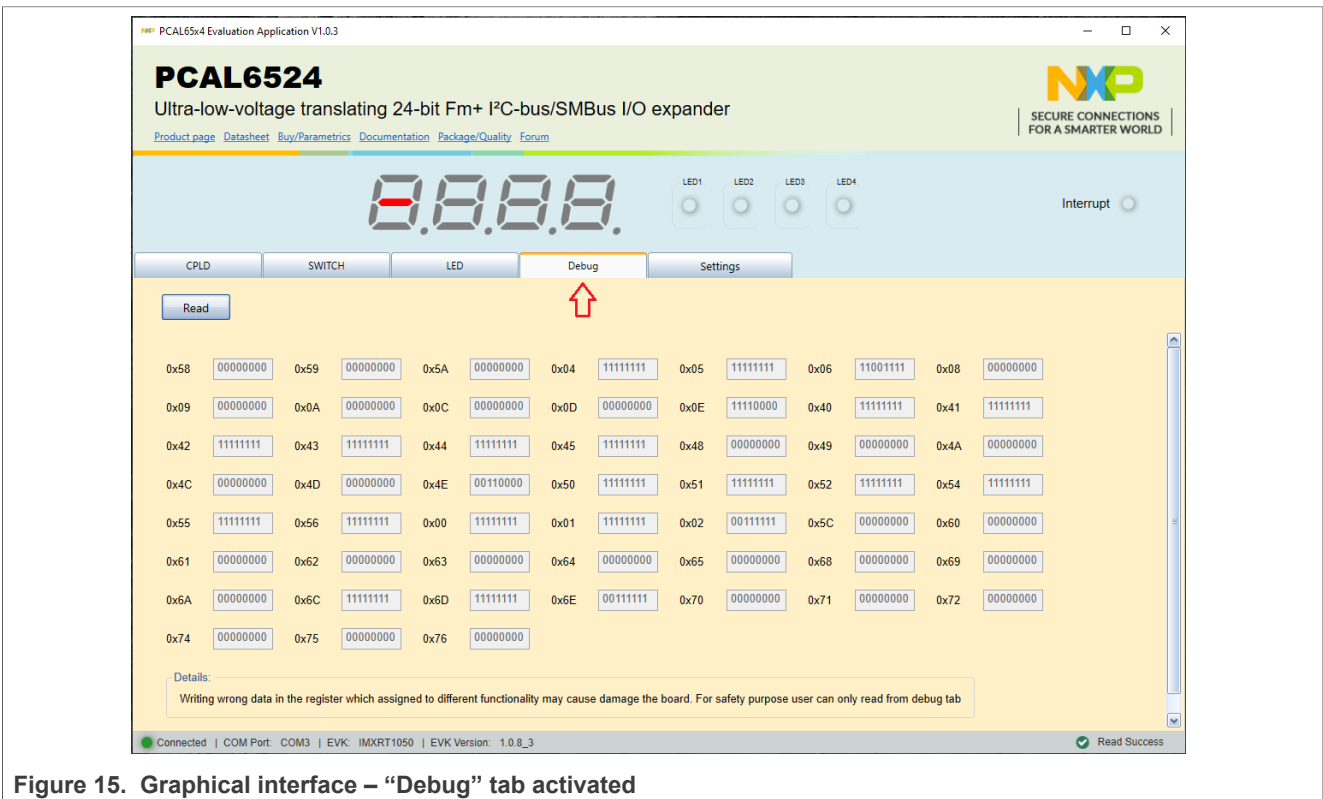 NXP PCAL65x4 Evaluation Application V1.0.3
PCAL6524
Ultra-low-voltage translating 24-bit Fm+ I²C-bus/SMBus I/O expander
Product page Datasheet Buy/Parametrics Documentation Package/Quality Forum
NXP
SECURE CONNECTIONS
FOR A SMARTER WORLD
LED1 LED2 LED3 LED4
Interrupt
CPLD SWITCH LED Debug Settings
Read
0x58 00000000 0x59 00000000 0x5A 00000000 0x04 11111111 0x05 11111111 0x06 11001111 0x08 00000000
0x09 00000000 0x0A 00000000 0x0C 00000000 0x0D 00000000 0x0E 11110000 0x40 11111111 0x41 11111111
0x42 11111111 0x43 11111111 0x44 11111111 0x45 11111111 0x48 00000000 0x49 00000000 0x4A 00000000
0x4C 00000000 0x4D 00000000 0x4E 00110000 0x50 11111111 0x51 11111111 0x52 11111111 0x54 11111111
0x55 11111111 0x56 11111111 0x00 11111111 0x01 11111111 0x02 00111111 0x5C 00000000 0x60 00000000
0x61 00000000 0x62 00000000 0x63 00000000 0x64 00000000 0x65 00000000 0x68 00000000 0x69 00000000
0x6A 00000000 0x6C 11111111 0x6D 11111111 0x6E 00111111 0x70 00000000 0x71 00000000 0x72 00000000
0x74 00000000 0x75 00000000 0x76 00000000
Details:
Writing wrong data in the register which assigned to different functionality may cause damage the board. For safety purpose user can only read from debug tab
Connected | COM Port: COM3 | EVK: IMXRT1050 | EVK Version: 1.0.8_3 Read Success
Figure 15. Graphical interface – “Debug” tab activated